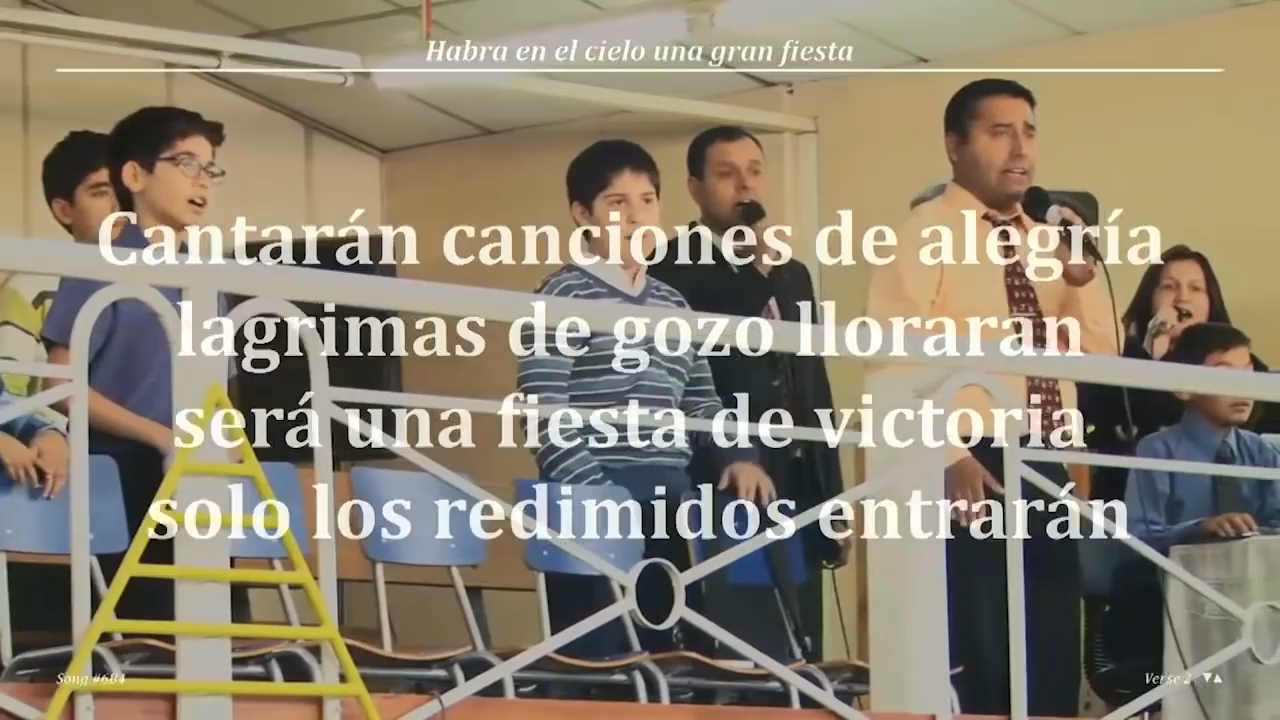 Habra en el cielo una gran fiesta
Cantarán canciones de alegría
lagrimas de gozo lloraran
será una fiesta de victoria
solo los redimidos entrarán
Song #684
Verse 2 ▼▲